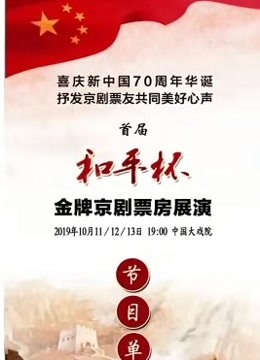 喜庆新中国70周年华诞
抒发京剧票友共同美好心声
首届
和平杯
金牌京剧票房展演
2019年10月11/12/13日 19:00 中国大戏院
节
目
单